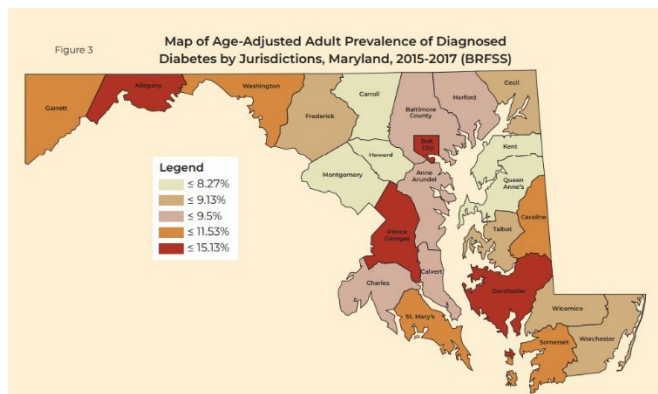 Figure 3
Map of Age-Adjusted Adult Prevalence of Diagnosed
Diabetes by Jurisdictions, Maryland, 2015-2017 (BRFSS)
Garrett
Allegany
Washington
Frederick
Carroll
Baltimore
County
Harford
Cecil
Balt.
City
Kent
Howard
Montgomery
Anne
Arundel
Queen
Anne's
Legend
≤ 8.27%
≤ 9.13%
≤ 9.5%
≤ 11.53%
≤ 15.13%
Prince
Georges
Talbot
Caroline
Charles
Calvert
Dorchester
St. Mary's
Wicomico
Somerset
Worchester